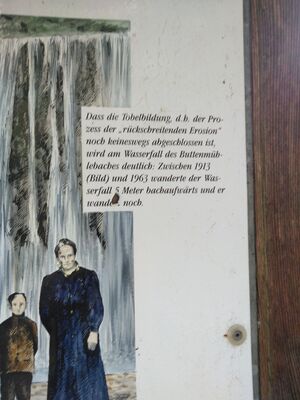 Dass die Tobelbildung, d.h. der Pro-
zess der „rückschreitenden Erosion"
noch keineswegs abgeschlossen ist,
wird am Wasserfall des Buttenmüh-
lebaches deutlich: Zwischen 1913
(Bild) und 1963 wanderte der Was-
serfall 5 Meter bachaufwärts und er
noch.